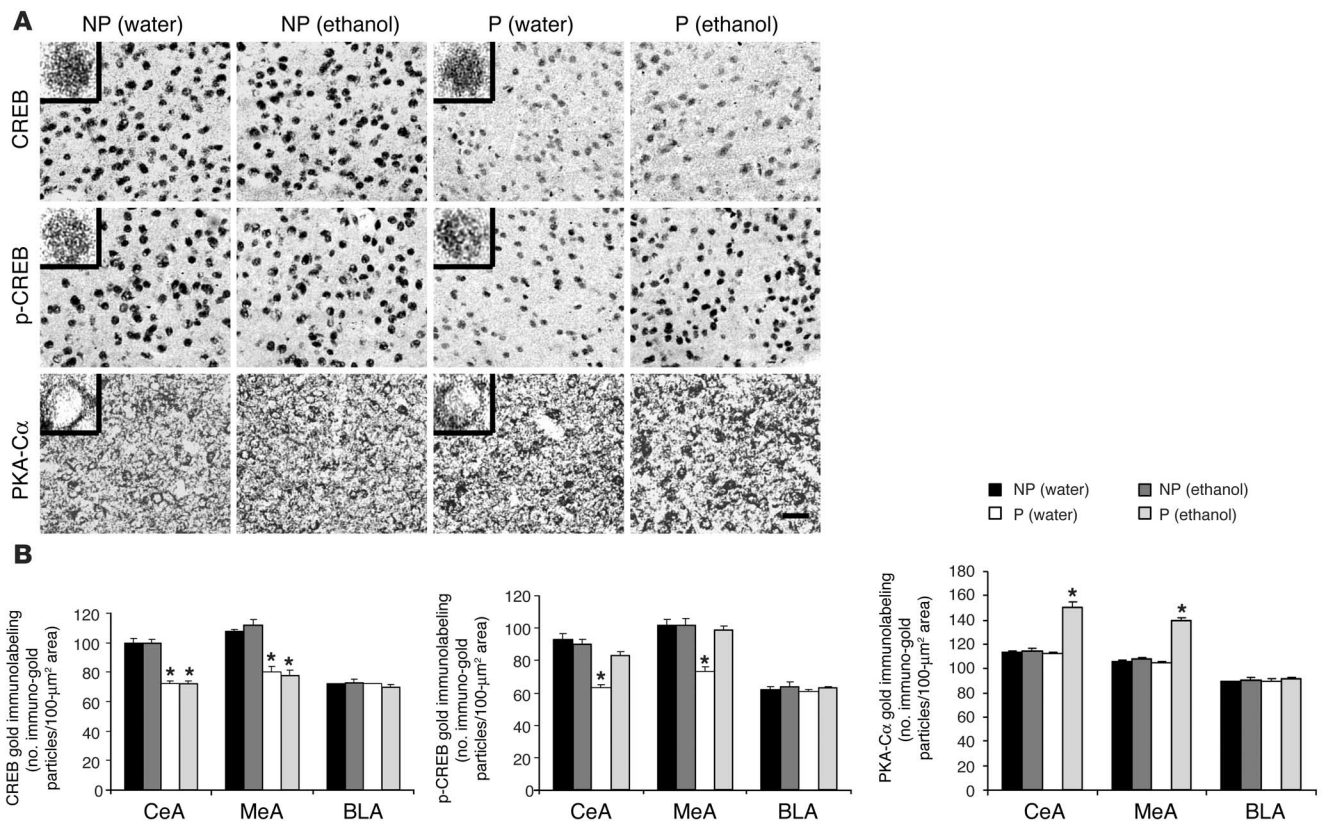 A
NP (water)
NP (ethanol)
P (water)
P (ethanol)
CREB
p-CREB
PKA-Cα
NP (water)
NP (ethanol)
P (water)
P (ethanol)
B
CREB gold immunolabeling
(no. immuno-gold
particles/100-μm² area)
120
100
80
60
40
20
0
* *
* *
CeA
MeA
BLA
p-CREB gold immunolabeling
(no. immuno-gold
particles/100-μm² area)
120
100
80
60
40
20
0
*
*
CeA
MeA
BLA
PKA-Cα gold immunolabeling
(no. immuno-gold
particles/100-μm² area)
180
160
140
120
100
80
60
40
20
0
*
*
CeA
MeA
BLA